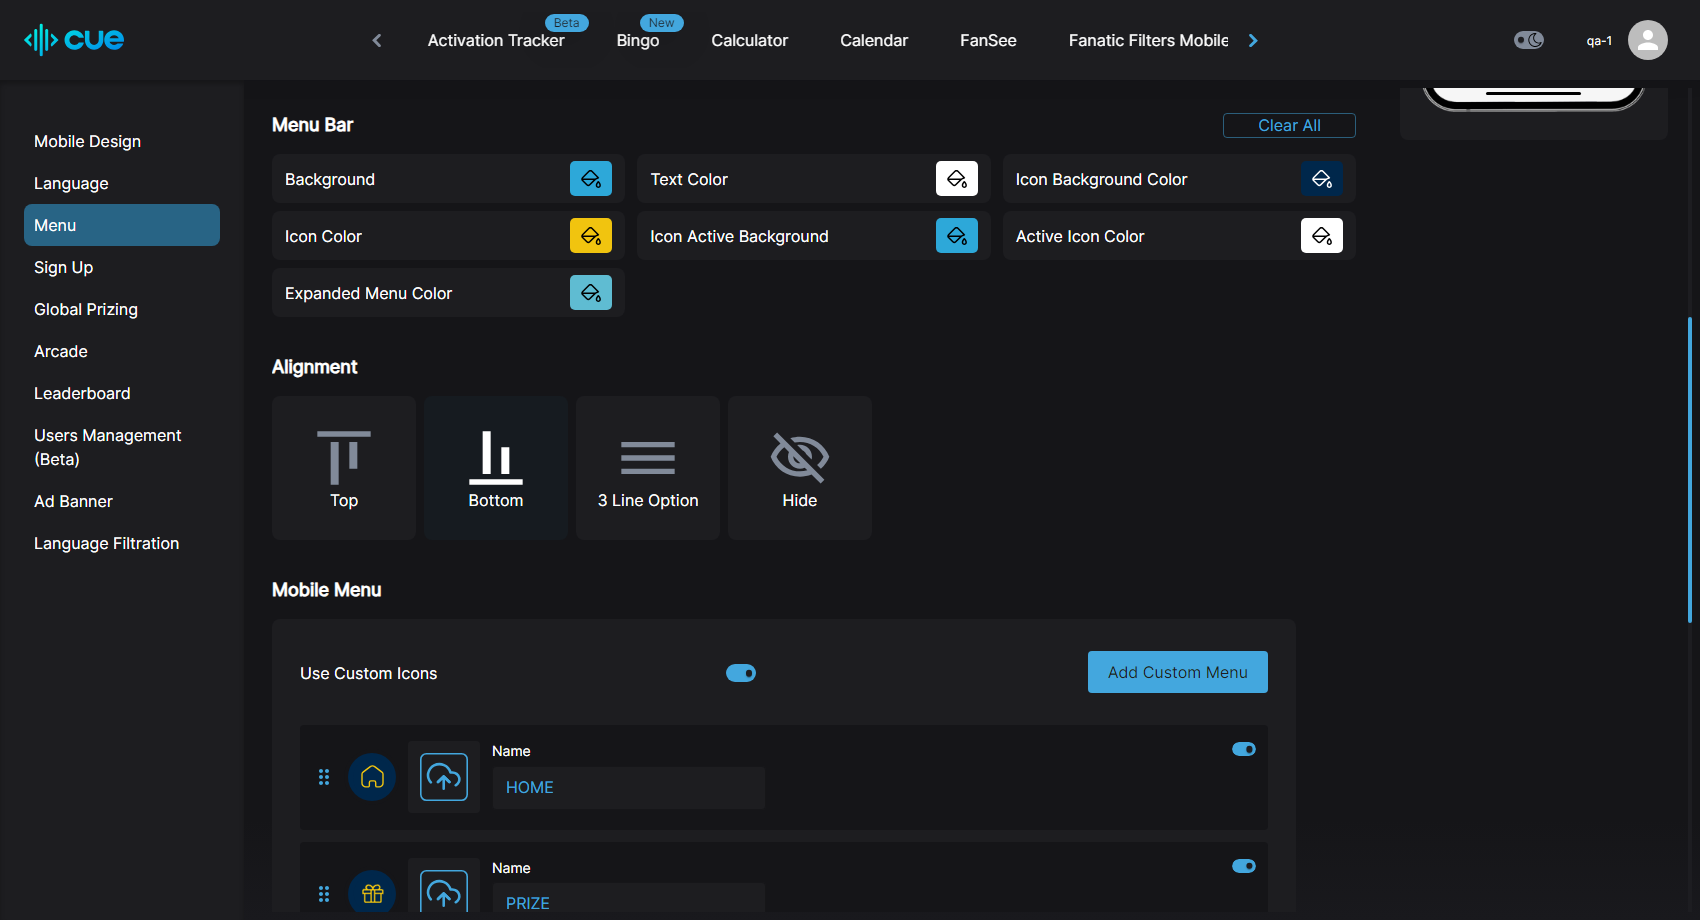 cue
Beta
New
Activation Tracker
Bingo
Calculator
Calendar
FanSee
Fanatic Filters Mobile
qa-1
Mobile Design
Language
Menu
Sign Up
Global Prizing
Arcade
Leaderboard
Users Management
(Beta)
Ad Banner
Language Filtration
Menu Bar
Clear All
Background
Text Color
Icon Background Color
Icon Color
Icon Active Background
Active Icon Color
Expanded Menu Color
Alignment
Top
Bottom
3 Line Option
Hide
Mobile Menu
Use Custom Icons
Add Custom Menu
Name
HOME
Name
PRIZE